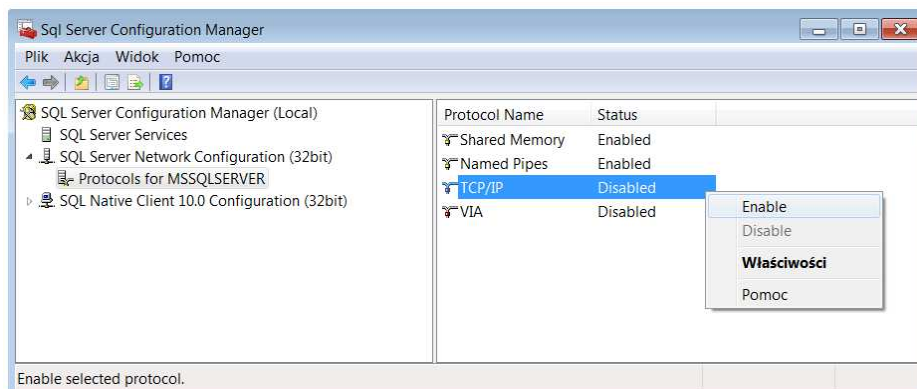 Sql Server Configuration Manager
Plik Akcja Widok Pomoc
SQL Server Configuration Manager (Local)
SQL Server Services
SQL Server Network Configuration (32bit)
Protocols for MSSQLSERVER
SQL Native Client 10.0 Configuration (32bit)
Protocol Name Status
Shared Memory Enabled
Named Pipes Enabled
TCP/IP Disabled
VIA Disabled
Enable
Disable
Właściwości
Pomoc
Enable selected protocol.